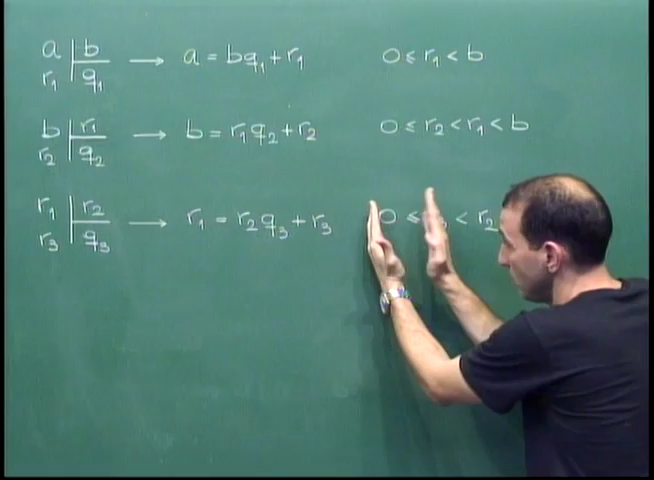 a | b → a = bq₁ + r₁ 0 ≤ r₁ < b
r₁ | q₁
b | r₁ → b = r₁q₂ + r₂ 0 ≤ r₂ < r₁ < b
r₂ | q₂
r₁ | r₂ → r₁ = r₂q₃ + r₃ 0 ≤ < r₂
r₃ | q₃